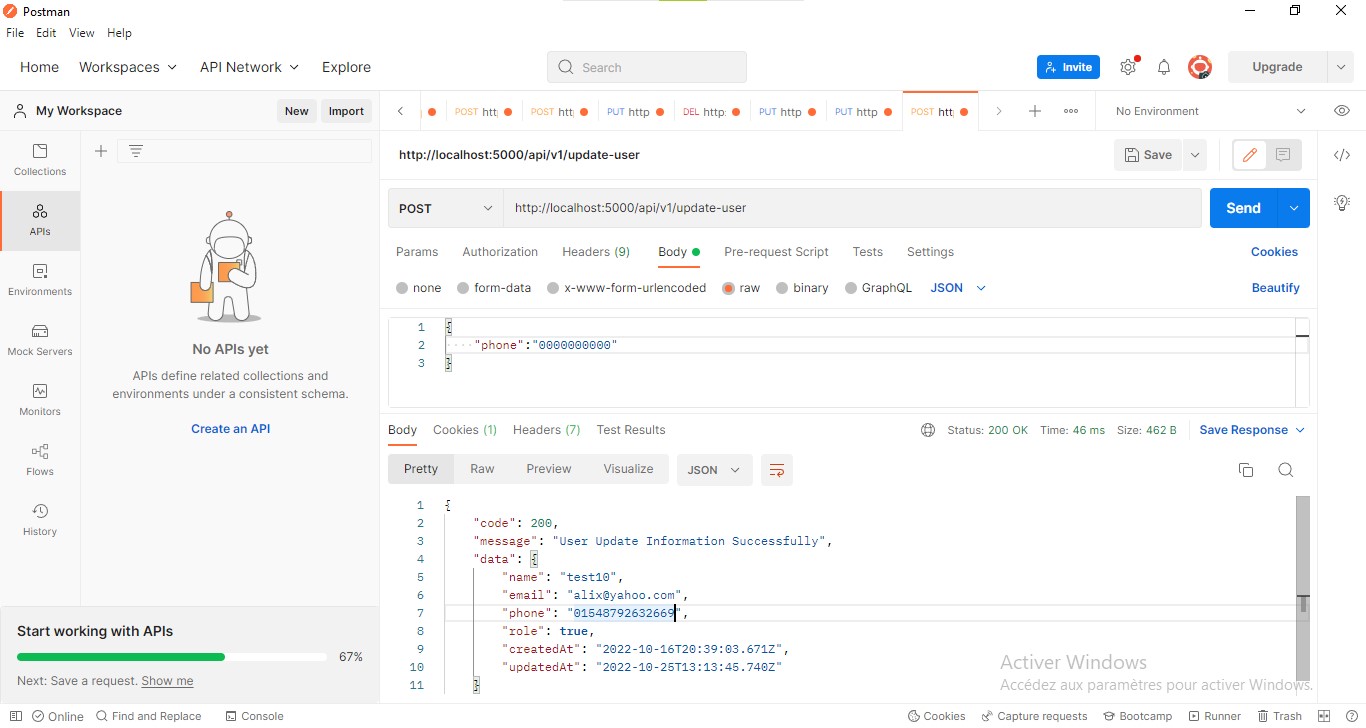 Postman
File Edit View Help
Home Workspaces API Network Explore Search Invite Upgrade
My Workspace New Import
POST htt POST htt PUT http DEL http: PUT http PUT http POST htt No Environment
http://localhost:5000/api/v1/update-user Save
POST http://localhost:5000/api/v1/update-user Send
Params Authorization Headers (9) Body Pre-request Script Tests Settings Cookies
none form-data x-www-form-urlencoded raw binary GraphQL JSON Beautify
1 {
2 "phone":"0000000000"
3 }
Collections
APIs
Environments
Mock Servers
Monitors
Flows
History
No APIs yet
APIs define related collections and
environments under a consistent schema.
Create an API
Body Cookies (1) Headers (7) Test Results Status: 200 OK Time: 46 ms Size: 462 B Save Response
Pretty Raw Preview Visualize JSON
1 {
2 "code": 200,
3 "message": "User Update Information Successfully",
4 "data": {
5 "name": "test10",
6 "email": "alix@yahoo.com",
7 "phone": "01548792632669",
8 "role": true,
9 "createdAt": "2022-10-16T20:39:03.671Z",
10 "updatedAt": "2022-10-25T13:13:45.740Z"
11 }
Start working with APIs
67%
Next: Save a request. Show me
Activer Windows
Accédez aux paramètres pour activer Windows.
Online Find and Replace Console Cookies Capture requests Bootcamp Runner Trash